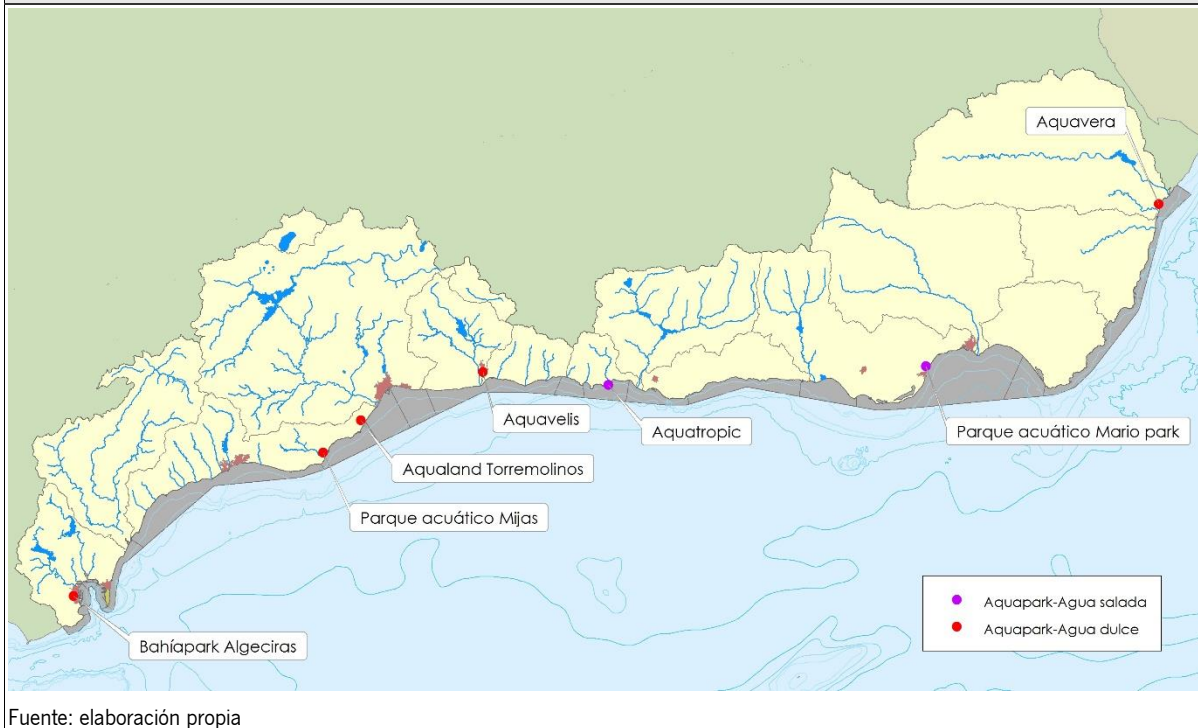 Aquavera
Aquavelis
Aquatropic
Parque acuático Mario park
Aqualand Torremolinos
Parque acuático Mijas
Bahíapark Algeciras
Aquapark-Agua salada
Aquapark-Agua dulce
Fuente: elaboración propia